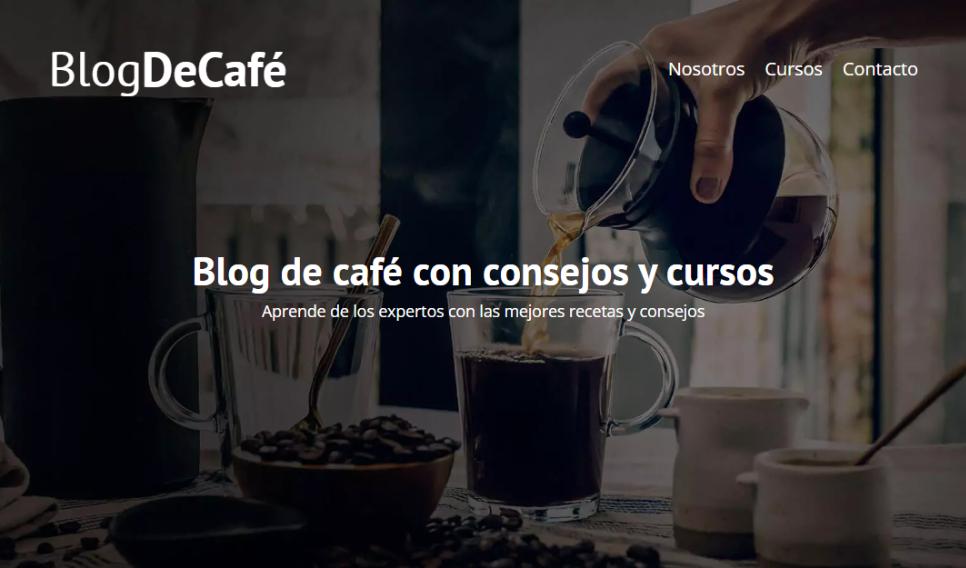 BlogDeCafé
Nosotros Cursos Contacto
Blog de café con consejos y cursos
Aprende de los expertos con las mejores recetas y consejos